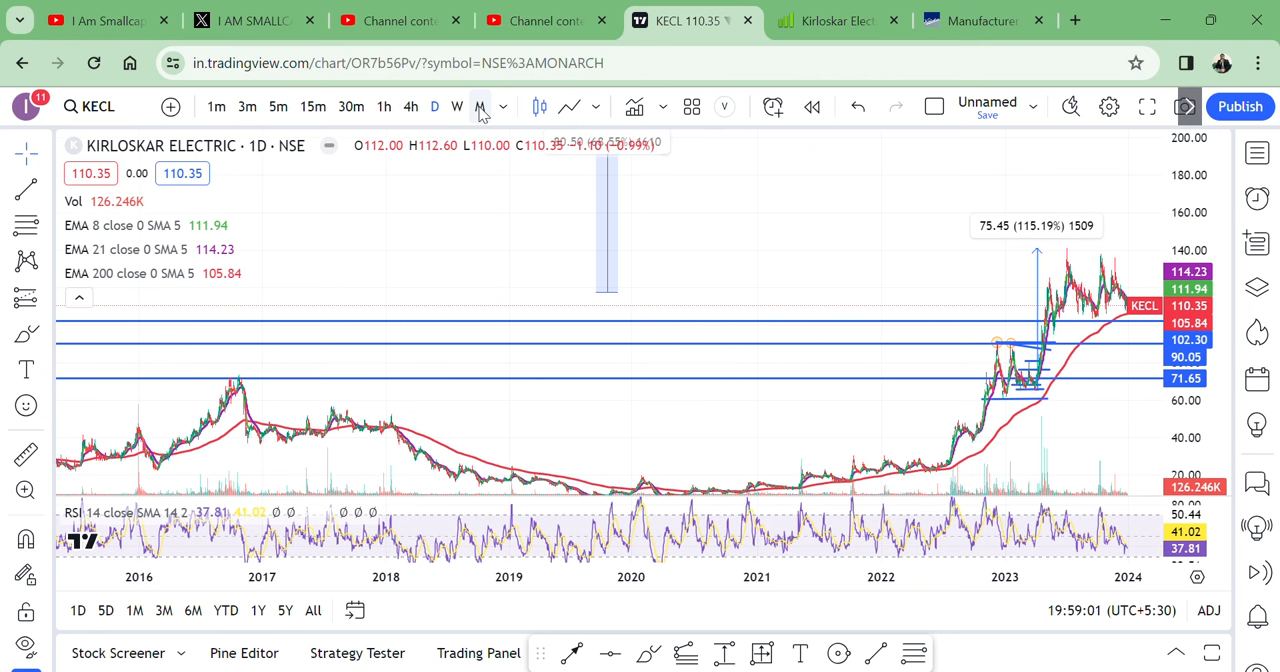 I Am Smallcap
I AM SMALLC
Channel conte
Channel conte
KECL 110.35
Kirloskar Elect
Manufacturer
in.tradingview.com/chart/OR7b56Pv/?symbol=NSE%3AMONARCH
I
11
KECL
1m 3m 5m 15m 30m 1h 4h D W M
V
Unnamed
Save
Publish
K KIRLOSKAR ELECTRIC · 1D · NSE O112.00 H112.60 L110.00 C110.35 −1.10 (−0.99%)
110.35 0.00 110.35
Vol 126.246K
EMA 8 close 0 SMA 5 111.94
EMA 21 close 0 SMA 5 114.23
EMA 200 close 0 SMA 5 105.84
75.45 (115.19%) 1509
200.00
180.00
160.00
140.00
114.23
111.94
KECL 110.35
105.84
102.30
90.05
71.65
60.00
40.00
20.00
126.246K
RSI 14 close SMA 14 2 37.81 41.02 Ø Ø Ø Ø Ø
50.44
41.02
37.81
2016 2017 2018 2019 2020 2021 2022 2023 2024
1D 5D 1M 3M 6M YTD 1Y 5Y All
19:59:01 (UTC+5:30) ADJ
Stock Screener Pine Editor Strategy Tester Trading Panel